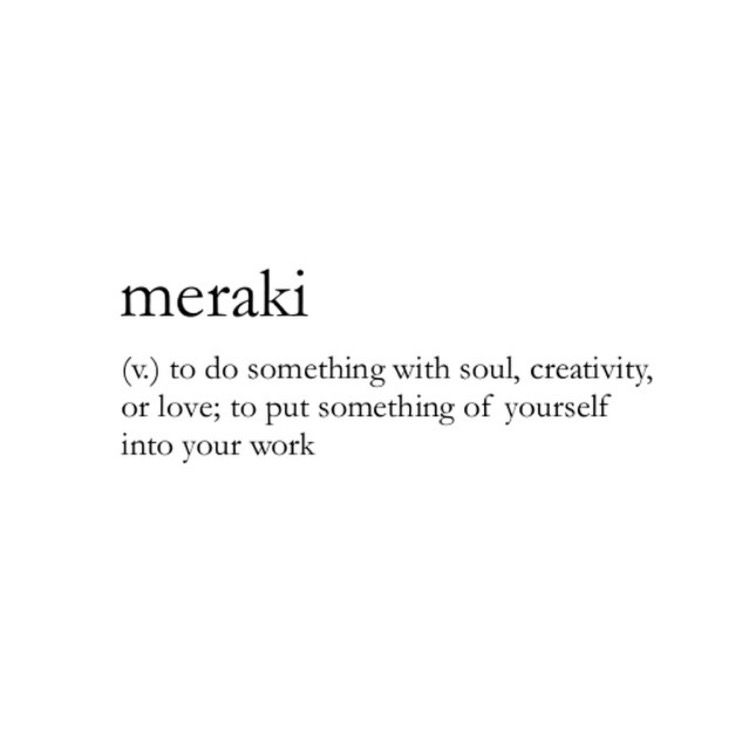 meraki
(v.) to do something with soul, creativity,
or love; to put something of yourself
into your work